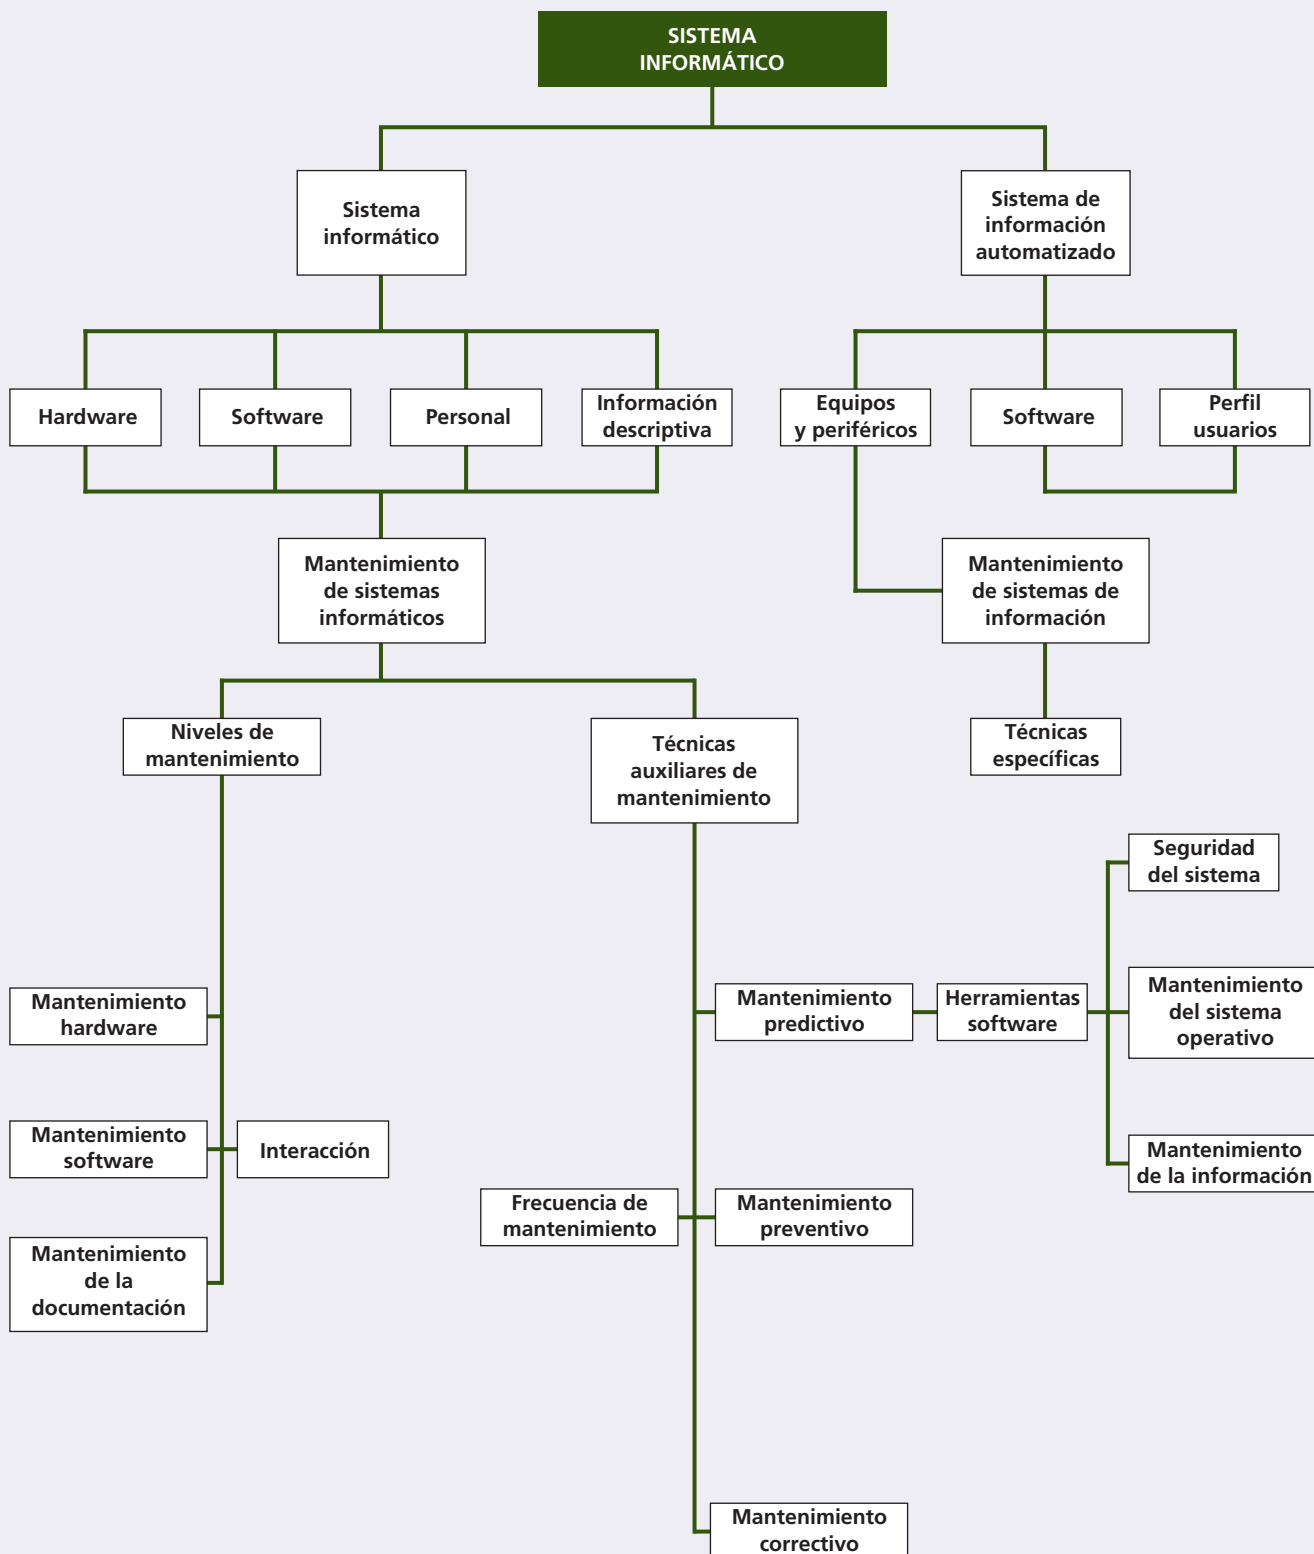 SISTEMA
INFORMÁTICO
Sistema
informático
Sistema de
información
automatizado
Hardware
Software
Personal
Información
descriptiva
Equipos
y periféricos
Software
Perfil
usuarios
Mantenimiento
de sistemas
informáticos
Mantenimiento
de sistemas de
información
Niveles de
mantenimiento
Técnicas
auxiliares de
mantenimiento
Técnicas
específicas
Seguridad
del sistema
Mantenimiento
hardware
Mantenimiento
predictivo
Herramientas
software
Mantenimiento
del sistema
operativo
Mantenimiento
software
Interacción
Mantenimiento
de la información
Frecuencia de
mantenimiento
Mantenimiento
preventivo
Mantenimiento
de la
documentación
Mantenimiento
correctivo